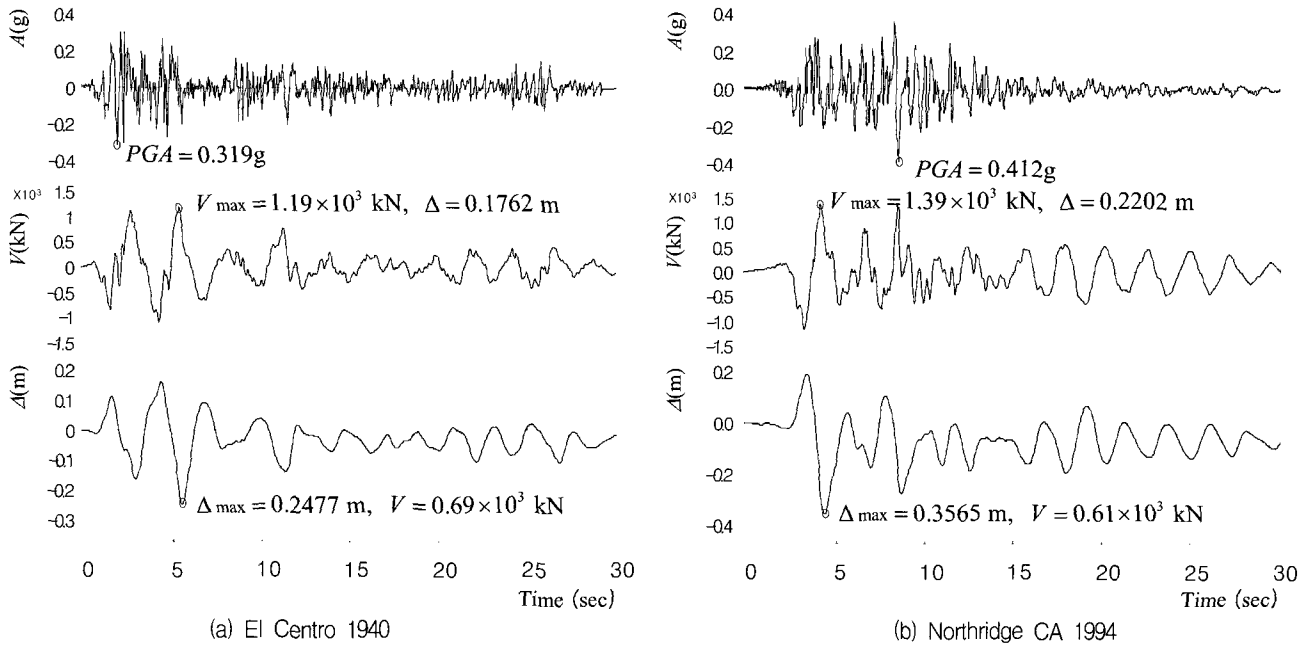 A(g)
0.4
0.2
0
-0.2
-0.4
PGA = 0.319g
X10³
V(kN)
1.5
1
0.5
0
-0.5
-1
-1.5
V max = 1.19×10³ kN, Δ = 0.1762 m
Δ(m)
0.2
0.1
0
-0.1
-0.2
-0.3
Δ max = 0.2477 m, V = 0.69×10³ kN
0 5 10 15 20 25 30
Time (sec)
(a) El Centro 1940
A(g)
0.4
0.2
0.0
-0.2
-0.4
PGA = 0.412g
X10³
V(kN)
1.5
1.0
0.5
0.0
-0.5
-1.0
-1.5
V max = 1.39×10³ kN, Δ = 0.2202 m
Δ(m)
0.2
0.0
-0.2
-0.4
Δ max = 0.3565 m, V = 0.61×10³ kN
0 5 10 15 20 25 30
Time (sec)
(b) Northridge CA 1994